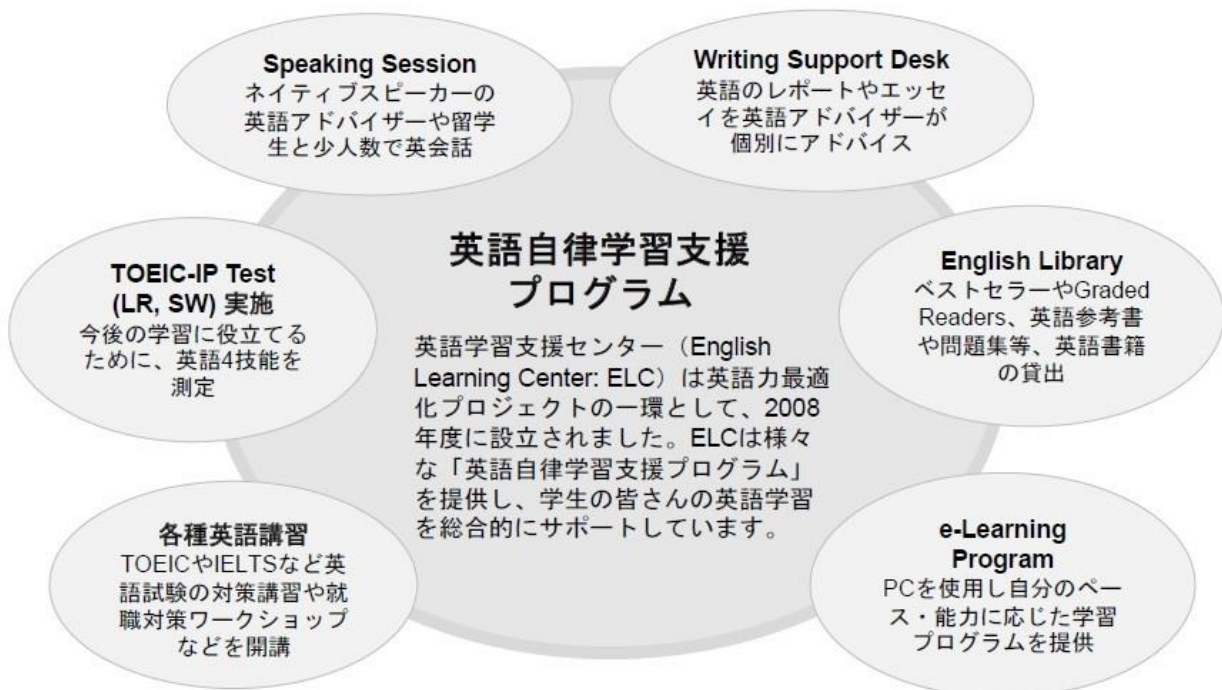 Speaking Session
ネイティブスピーカーの
英語アドバイザーや留学
生と少人数で英会話
Writing Support Desk
英語のレポートやエッセ
イを英語アドバイザーが
個別にアドバイス
TOEIC-IP Test
(LR, SW) 実施
今後の学習に役立てる
ために、英語4技能を
測定
英語自律学習支援
プログラム
英語学習支援センター（English
Learning Center: ELC）は英語力最適
化プロジェクトの一環として、2008
年度に設立されました。ELCは様々
な「英語自律学習支援プログラム」
を提供し、学生の皆さんの英語学習
を総合的にサポートしています。
English Library
ベストセラーやGraded
Readers、英語参考書
や問題集等、英語書籍
の貸出
各種英語講習
TOEICやIELTSなど英
語試験の対策講習や就
職対策ワークショップ
などを開講
e-Learning
Program
PCを使用し自分のペー
ス・能力に応じた学習
プログラムを提供